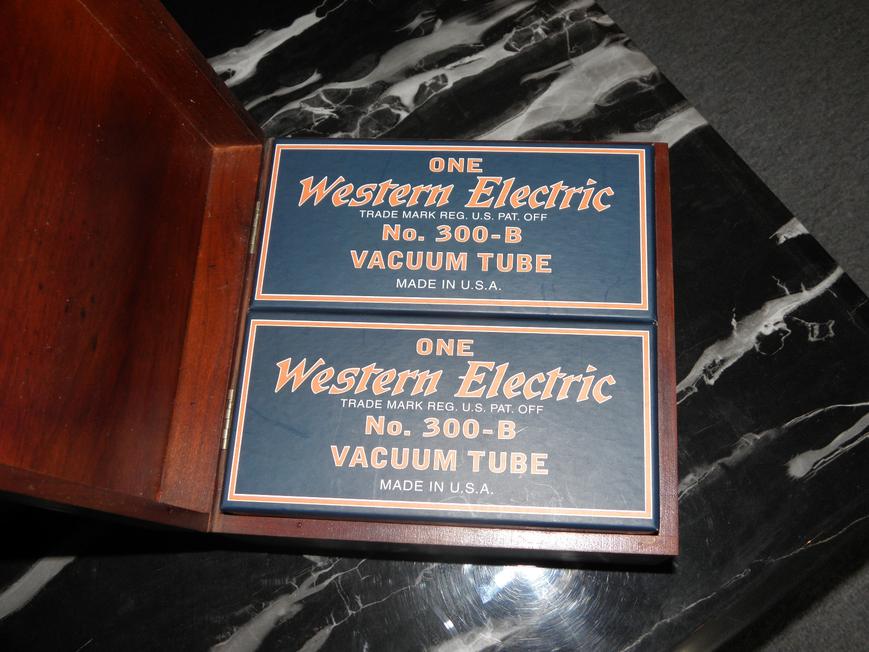 ONE
Western Electric
TRADE MARK REG. U.S. PAT. OFF
No. 300-B
VACUUM TUBE
MADE IN U.S.A.
ONE
Western Electric
TRADE MARK REG. U.S. PAT. OFF
No. 300-B
VACUUM TUBE
MADE IN U.S.A.